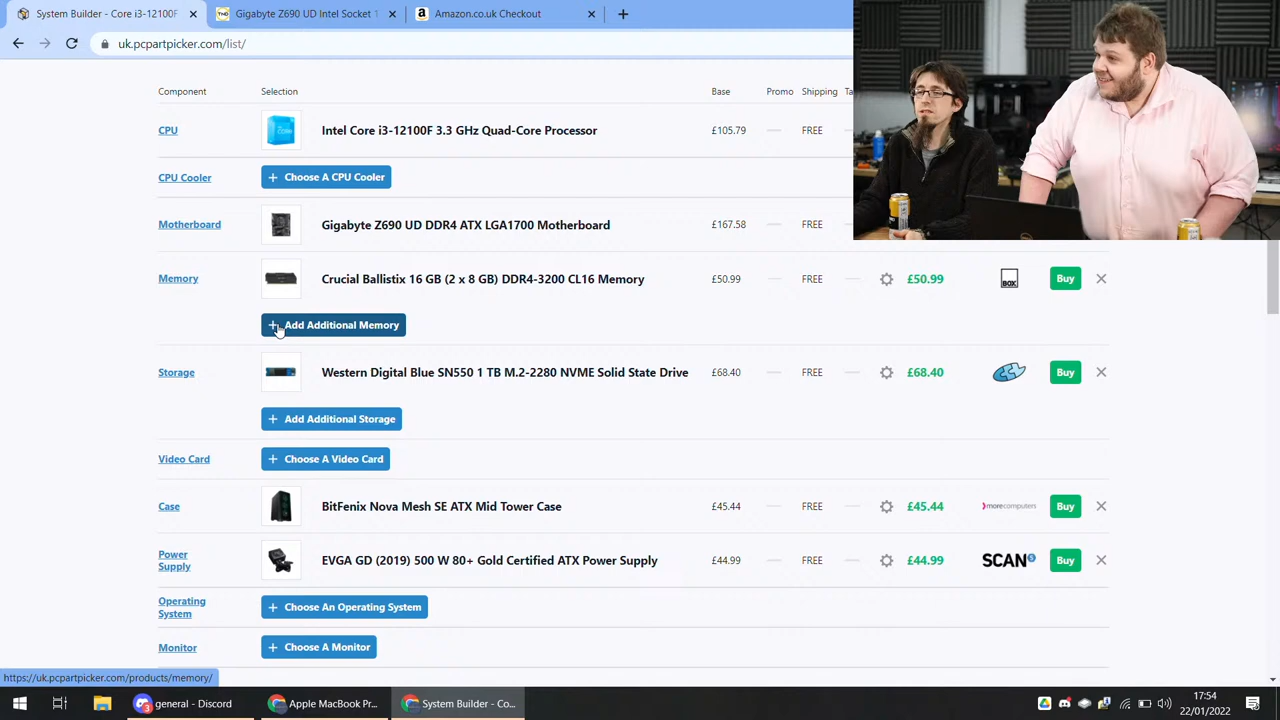 System Builder - Core i3-12100F
Gigabyte Z690 UD Intel Socket 1
Amazon.co.uk Checkout
uk.pcpartpicker.com/list/
Component Selection Base Promo Shipping Ta
CPU Intel Core i3-12100F 3.3 GHz Quad-Core Processor £105.79 FREE
CPU Cooler + Choose A CPU Cooler
Motherboard Gigabyte Z690 UD DDR4 ATX LGA1700 Motherboard £167.58 FREE
Memory Crucial Ballistix 16 GB (2 x 8 GB) DDR4-3200 CL16 Memory £50.99 FREE £50.99 BOX Buy
+ Add Additional Memory
Storage Western Digital Blue SN550 1 TB M.2-2280 NVME Solid State Drive £68.40 FREE £68.40 Buy
+ Add Additional Storage
Video Card + Choose A Video Card
Case BitFenix Nova Mesh SE ATX Mid Tower Case £45.44 FREE £45.44 morecomputers Buy
Power Supply EVGA GD (2019) 500 W 80+ Gold Certified ATX Power Supply £44.99 FREE £44.99 SCAN Buy
Operating System + Choose An Operating System
Monitor + Choose A Monitor
https://uk.pcpartpicker.com/products/memory/
general - Discord
Apple MacBook Pr...
System Builder - Co...
17:54
22/01/2022